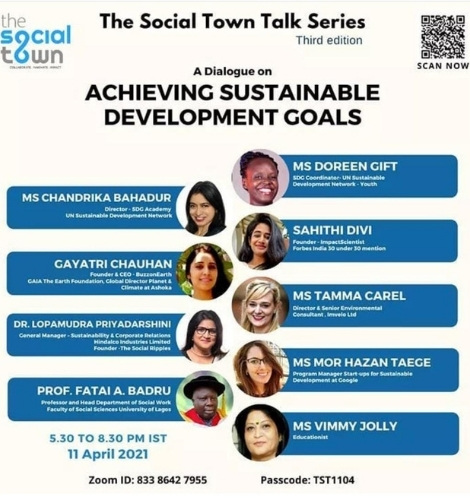 the
social
town
COLLABORATE INNOVATE IMPACT
The Social Town Talk Series
Third edition
SCAN NOW
A Dialogue on
ACHIEVING SUSTAINABLE
DEVELOPMENT GOALS
MS DOREEN GIFT
SDG Coordinator- UN Sustainable
Development Network - Youth
MS CHANDRIKA BAHADUR
Director - SDG Academy
UN Sustainable Development Network
SAHITHI DIVI
Founder - ImpactScientist
Forbes India 30 under 30 mention
GAYATRI CHAUHAN
Founder & CEO - BuzzonEarth
GAIA The Earth Foundation, Global Director Planet &
Climate at Ashoka
MS TAMMA CAREL
Director & Senior Environmental
Consultant , Imvelo Ltd
DR. LOPAMUDRA PRIYADARSHINI
General Manager - Sustainability & Corporate Relations
Hindalco Industries Limited
Founder -The Social Ripples
MS MOR HAZAN TAEGE
Program Manager Start-ups for Sustainable
Development at Google
PROF. FATAI A. BADRU
Professor and Head Department of Social Work
Faculty of Social Sciences University of Lagos
MS VIMMY JOLLY
Educationist
5.30 TO 8.30 PM IST
11 April 2021
Zoom ID: 833 8642 7955
Passcode: TST1104